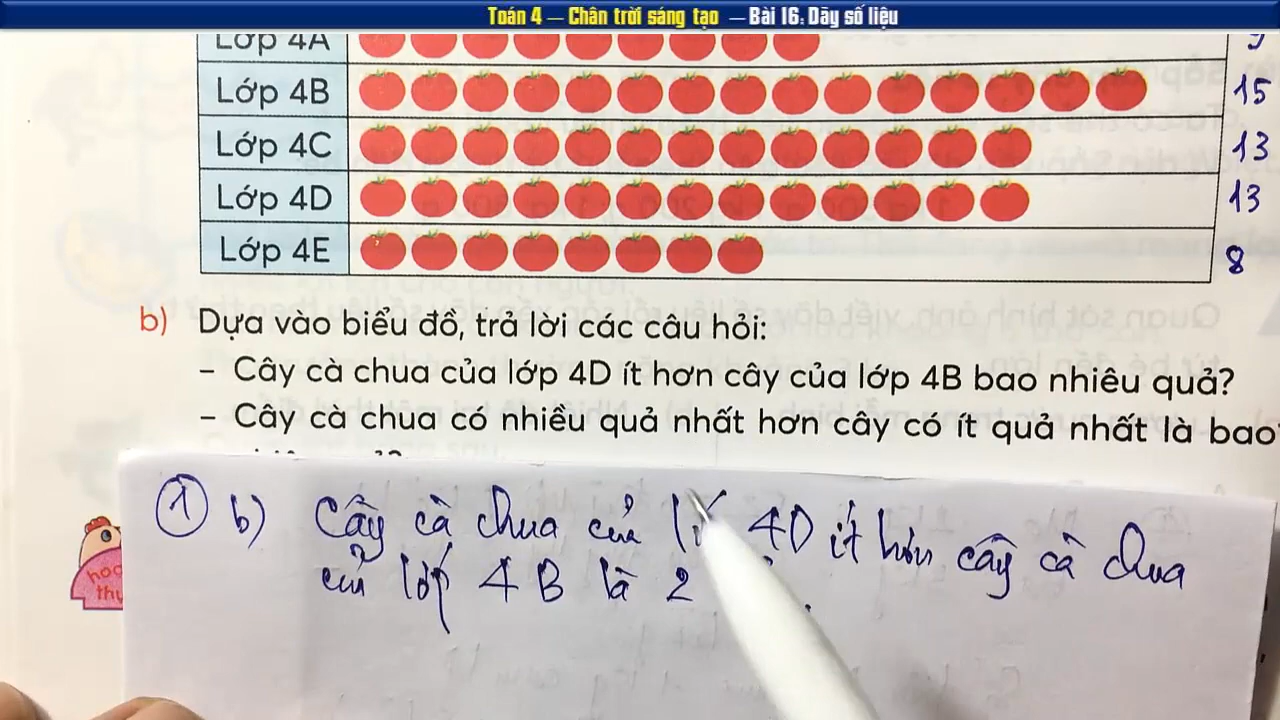 Toán 4 – Chân trời sáng tạo – Bài 16: Dãy số liệu
Lớp 4A 9
Lớp 4B 15
Lớp 4C 13
Lớp 4D 13
Lớp 4E 8
b) Dựa vào biểu đồ, trả lời các câu hỏi:
– Cây cà chua của lớp 4D ít hơn cây của lớp 4B bao nhiêu quả?
– Cây cà chua có nhiều quả nhất hơn cây có ít quả nhất là bao
① b) Cây cà chua của 4D ít hơn cây cà chua
của lớp 4B là 2
học